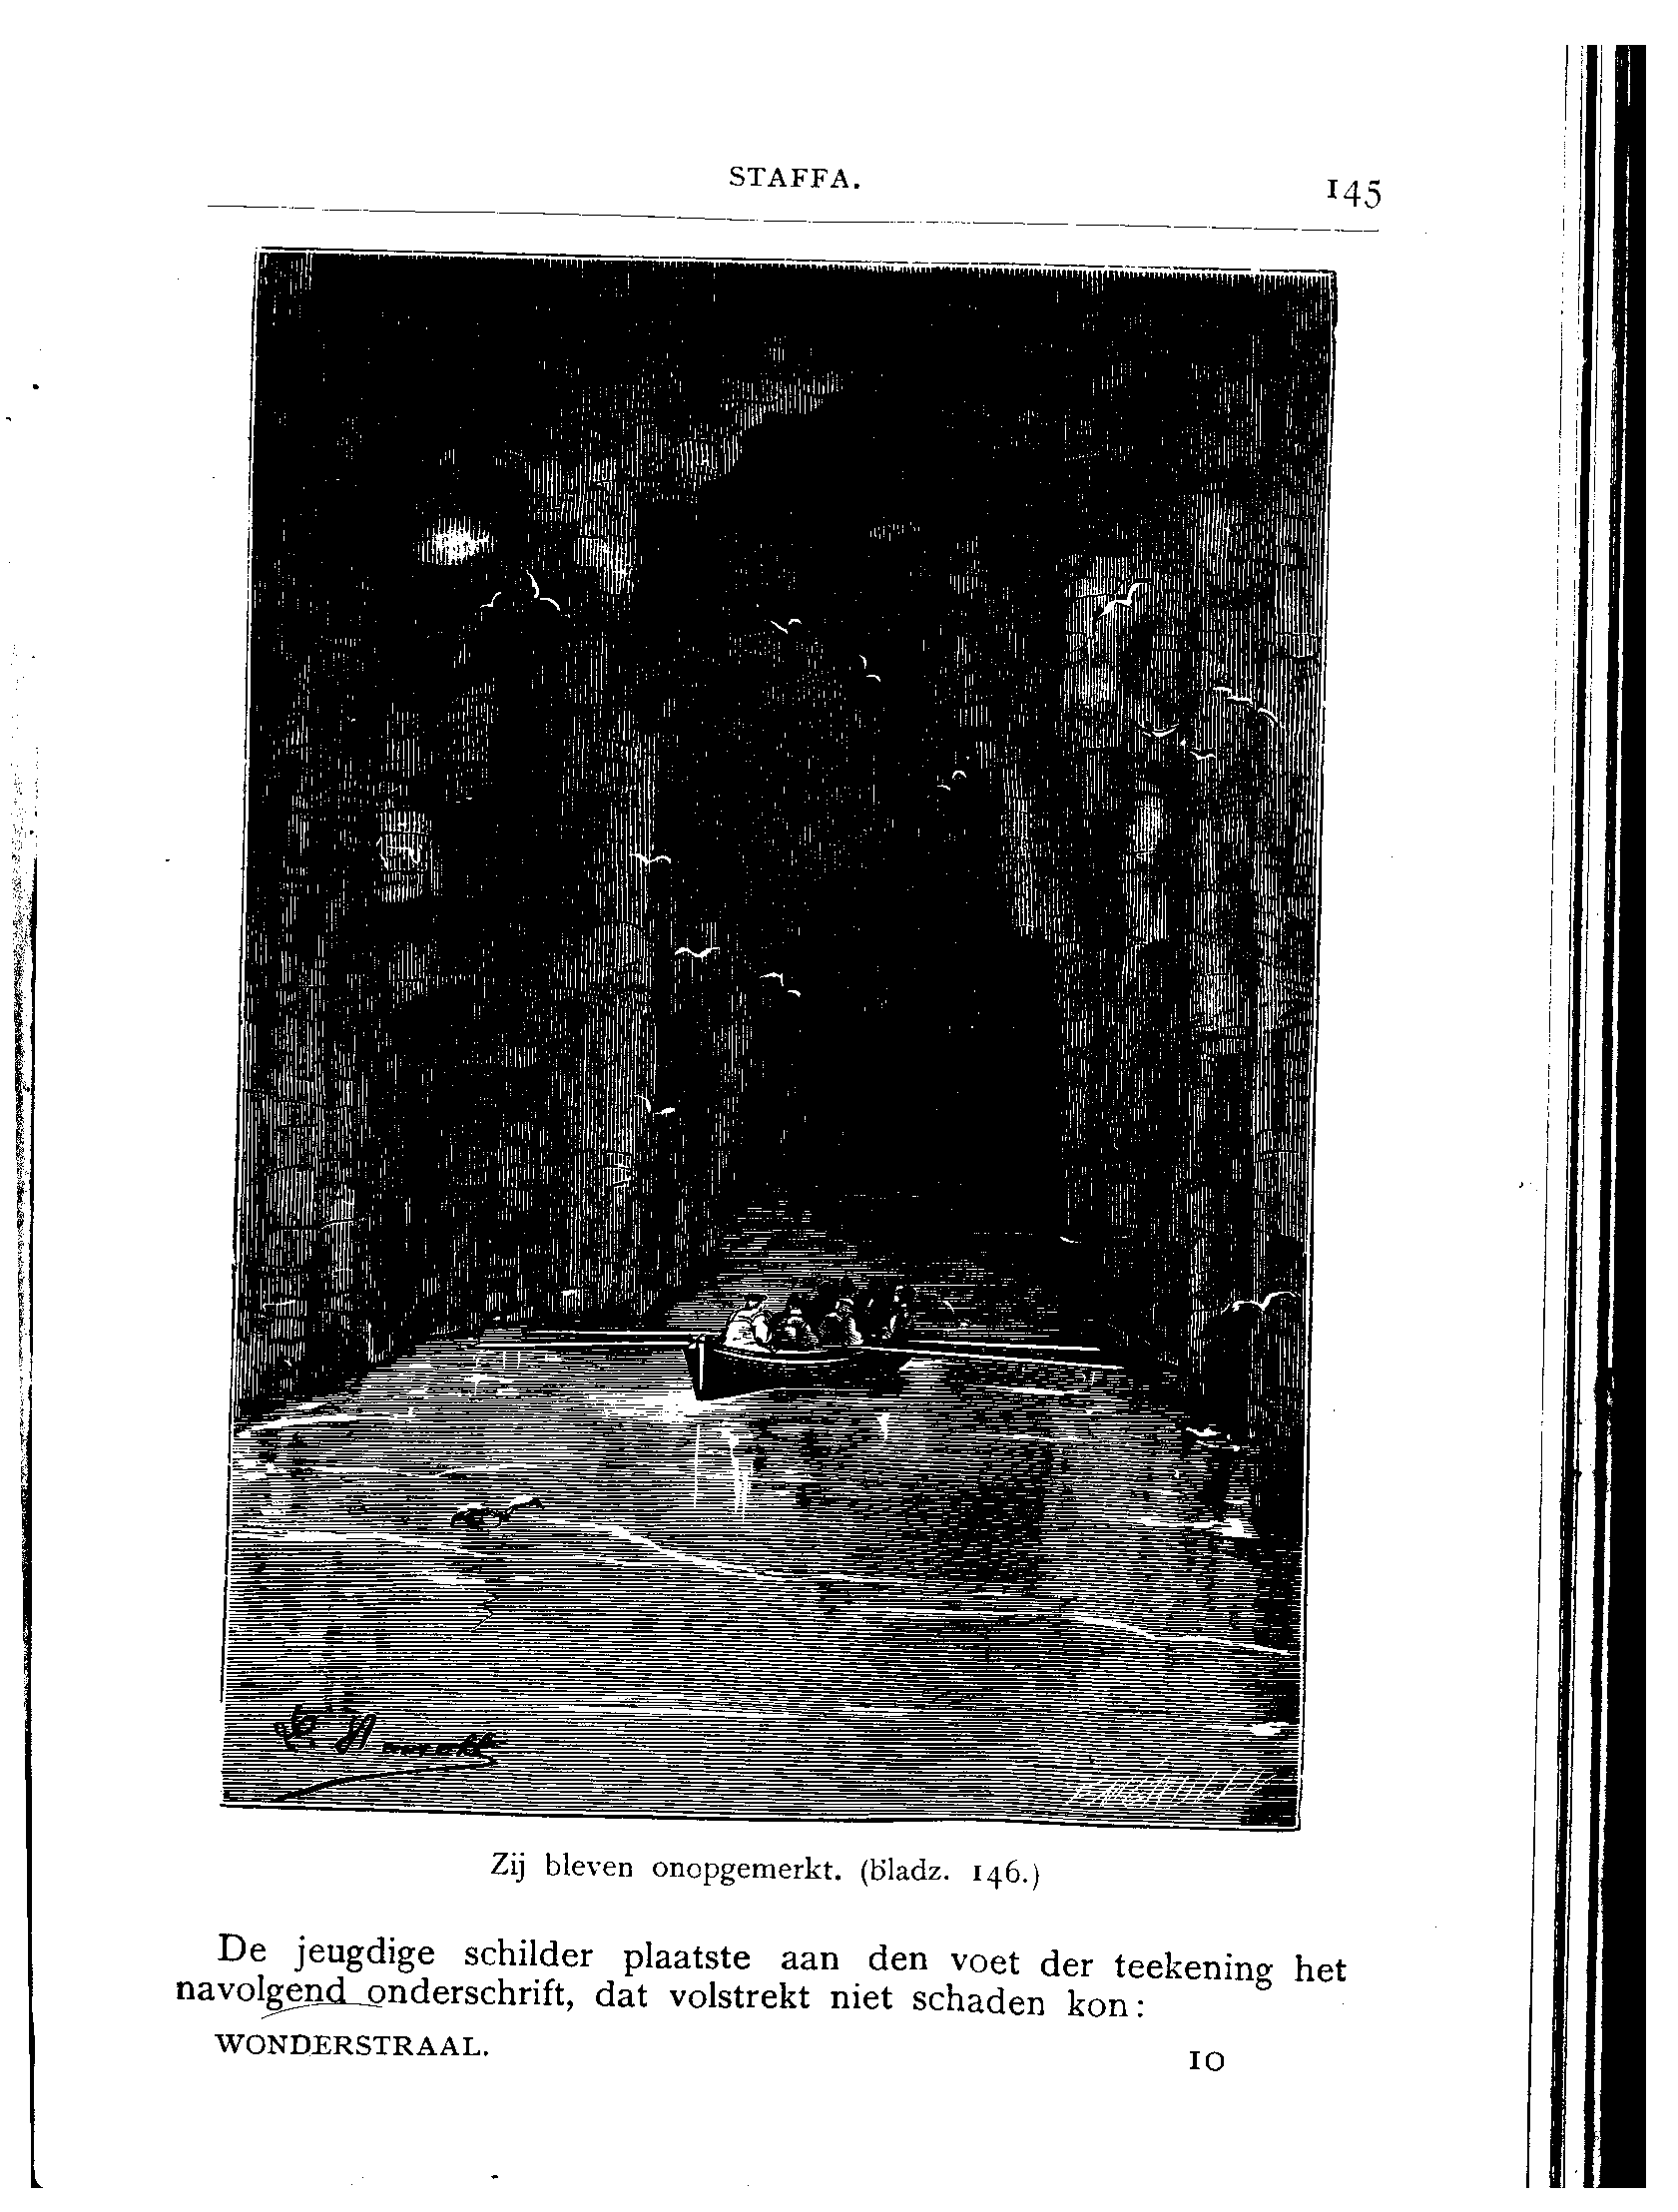 STAFFA.
145
Zij bleven onopgemerkt. (bladz. 146.)
De jeugdige schilder plaatste aan den voet der teekening het
navolgend onderschrift, dat volstrekt niet schaden kon:
WONDERSTRAAL.
10